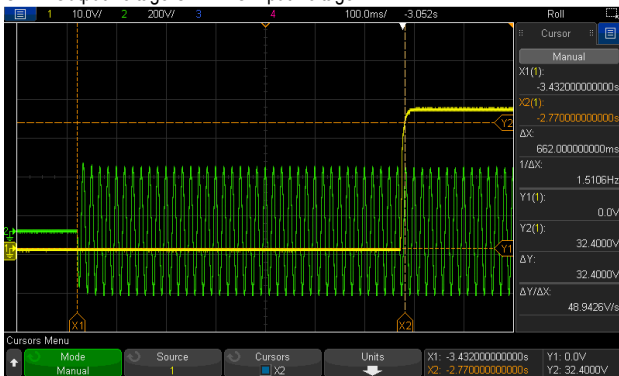 1 10.0V/ 2 200V/ 3 4 100.0ms/ -3.052s Roll
Cursor
Manual
X1(1):
-3.432000000000s
X2(1):
-2.770000000000s
ΔX:
662.00000000ms
1/ΔX:
1.5106Hz
Y1(1):
0.0V
Y2(1):
32.4000V
ΔY:
32.4000V
ΔY/ΔX:
48.9426V/s
Y2
2
1
Y1
X1
X2
Cursors Menu
Mode
Manual
Source
1
Cursors
X2
Units
X1: -3.432000000000s
X2: -2.770000000000s
Y1: 0.0V
Y2: 32.4000V